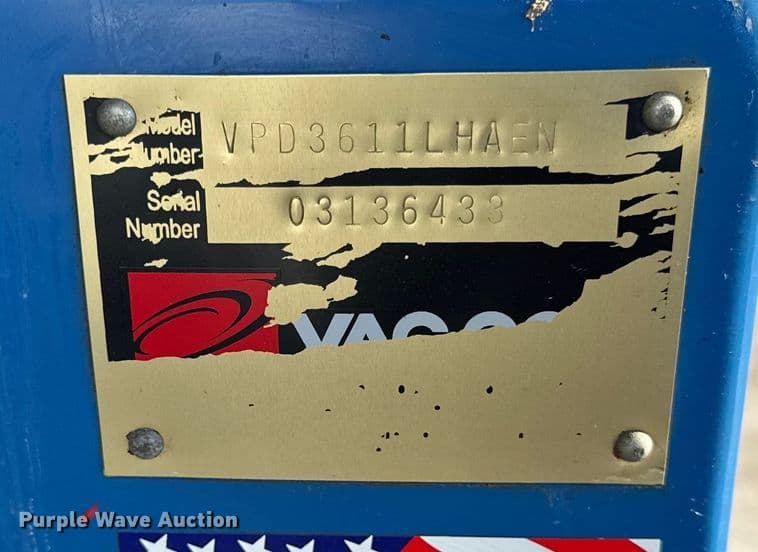 Model
Number
VPD3611LHAEN
Serial
Number
03136433
Purple Wave Auction